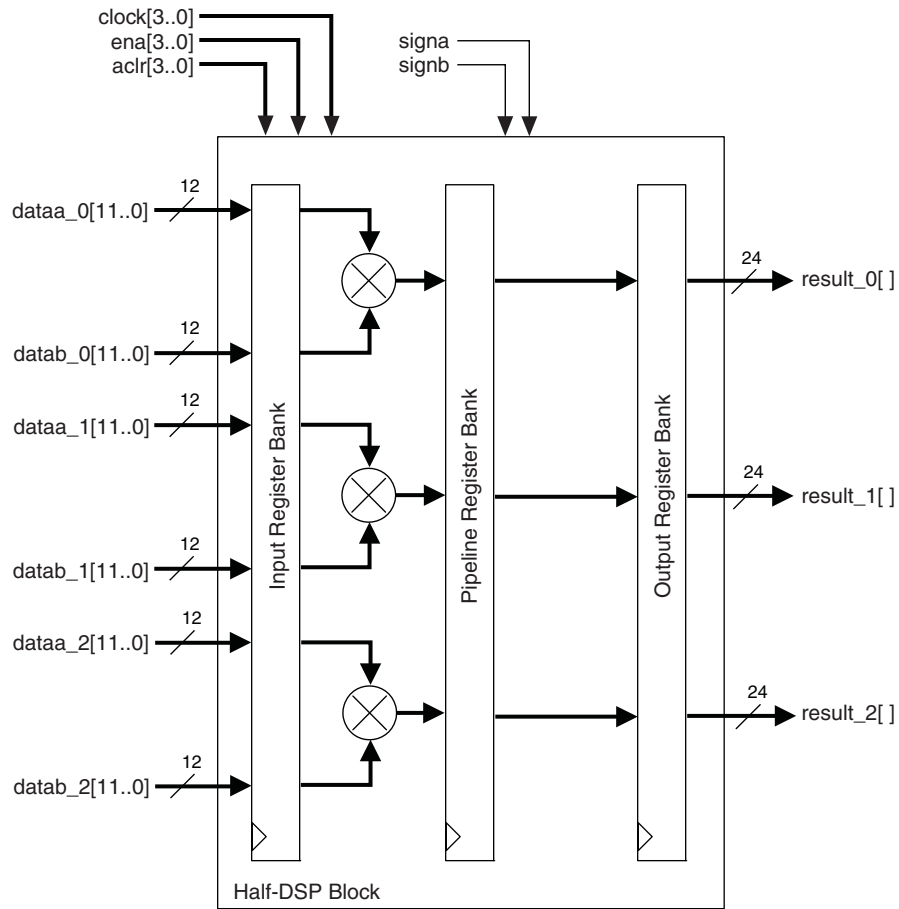 clock[3..0]
ena[3..0]
aclr[3..0]
signa
signb
12
dataa_0[11..0]
12
datab_0[11..0]
12
dataa_1[11..0]
12
datab_1[11..0]
12
dataa_2[11..0]
12
datab_2[11..0]
Input Register Bank
Pipeline Register Bank
Output Register Bank
24
result_0[ ]
24
result_1[ ]
24
result_2[ ]
Half-DSP Block